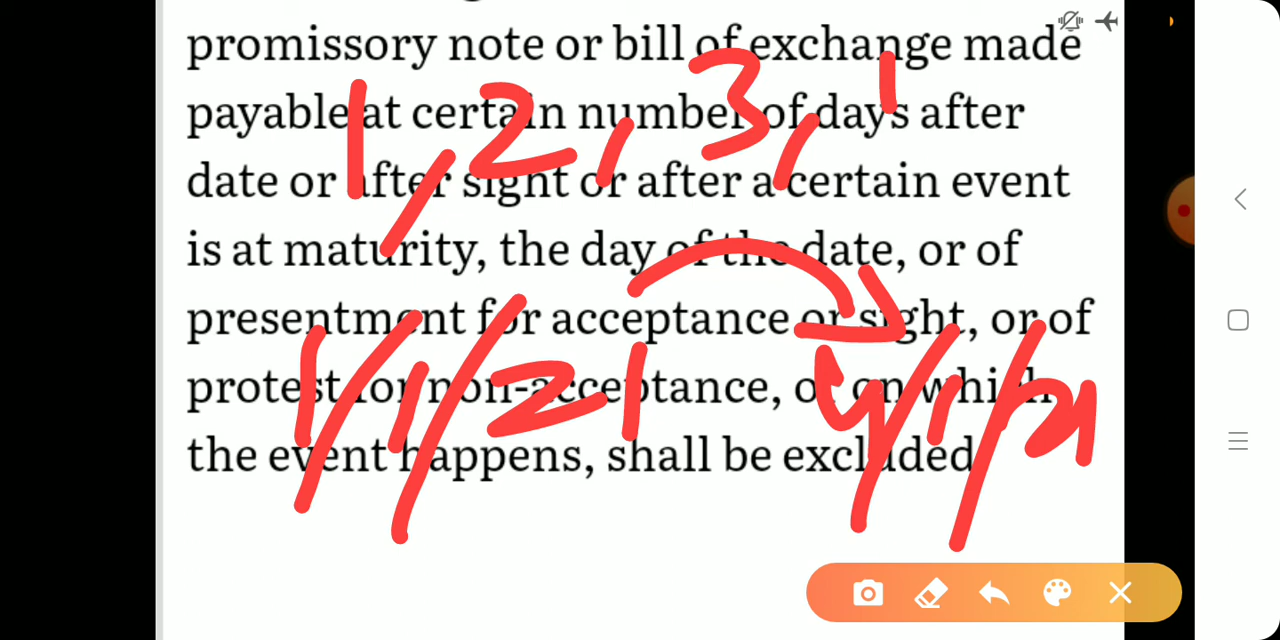 promissory note or bill of exchange made
payable at certain number of days after
date or after sight or after a certain event
is at maturity, the day of the date, or of
presentment for acceptance or sight, or of
protest for non-acceptance, or on which
the event happens, shall be excluded
1, 2, 3,
1/1/21
4/1/21